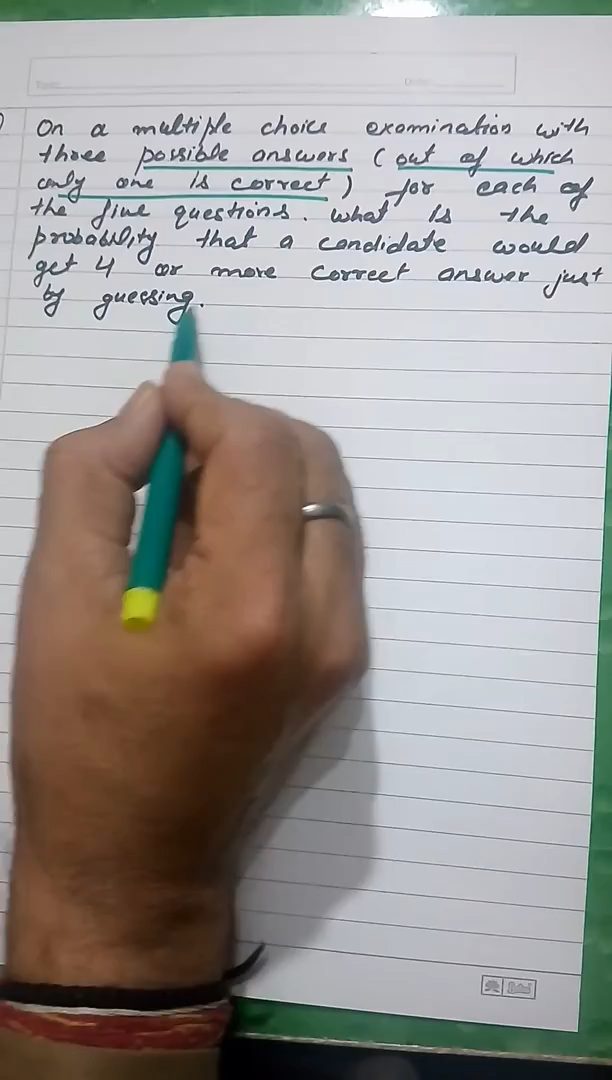 On a multiple choice examination with
three possible answers (out of which
only one is correct) for each of
the five questions. What is the
probability that a candidate would
get 4 or more correct answer just
by guessing.
Date: